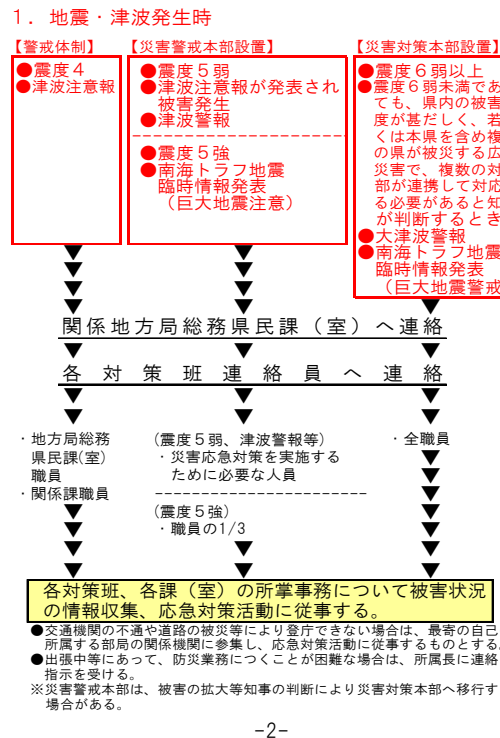 1. 地震・津波発生時
【警戒体制】
●震度4
●津波注意報
【災害警戒本部設置】
●震度5弱
●津波注意報が発表され
被害発生
●津波警報
●震度5強
●南海トラフ地震
臨時情報発表
（巨大地震注意）
【災害対策本部設置】
●震度6弱以上
●震度6弱未満であ
ても、県内の被害
度が甚だしく、若
くは本県を含め複
の県が被災する広
災害で、複数の対
部が連携して対応
る必要があると知
が判断するとき
●大津波警報
●南海トラフ地震
臨時情報発表
（巨大地震警戒
関係地方局総務県民課（室）へ連絡
各対策班連絡員へ連絡
・地方局総務
県民課(室)
職員
・関係課職員
(震度5弱、津波警報等)
・災害応急対策を実施する
ために必要な人員
(震度5強)
・職員の1/3
・全職員
各対策班、各課（室）の所掌事務について被害状況
の情報収集、応急対策活動に従事する。
●交通機関の不通や道路の被災等により登庁できない場合は、最寄の自己
所属する部局の関係機関に参集し、応急対策活動に従事するものとする。
●出張中等にあって、防災業務につくことが困難な場合は、所属長に連絡
指示を受ける。
※災害警戒本部は、被害の拡大等知事の判断により災害対策本部へ移行す
場合がある。
-2-